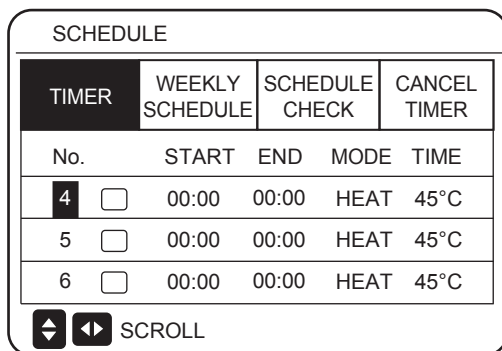 SCHEDULE
TIMER WEEKLY SCHEDULE SCHEDULE CHECK CANCEL TIMER
No. START END MODE TIME
4 00:00 00:00 HEAT 45°C
5 00:00 00:00 HEAT 45°C
6 00:00 00:00 HEAT 45°C
SCROLL